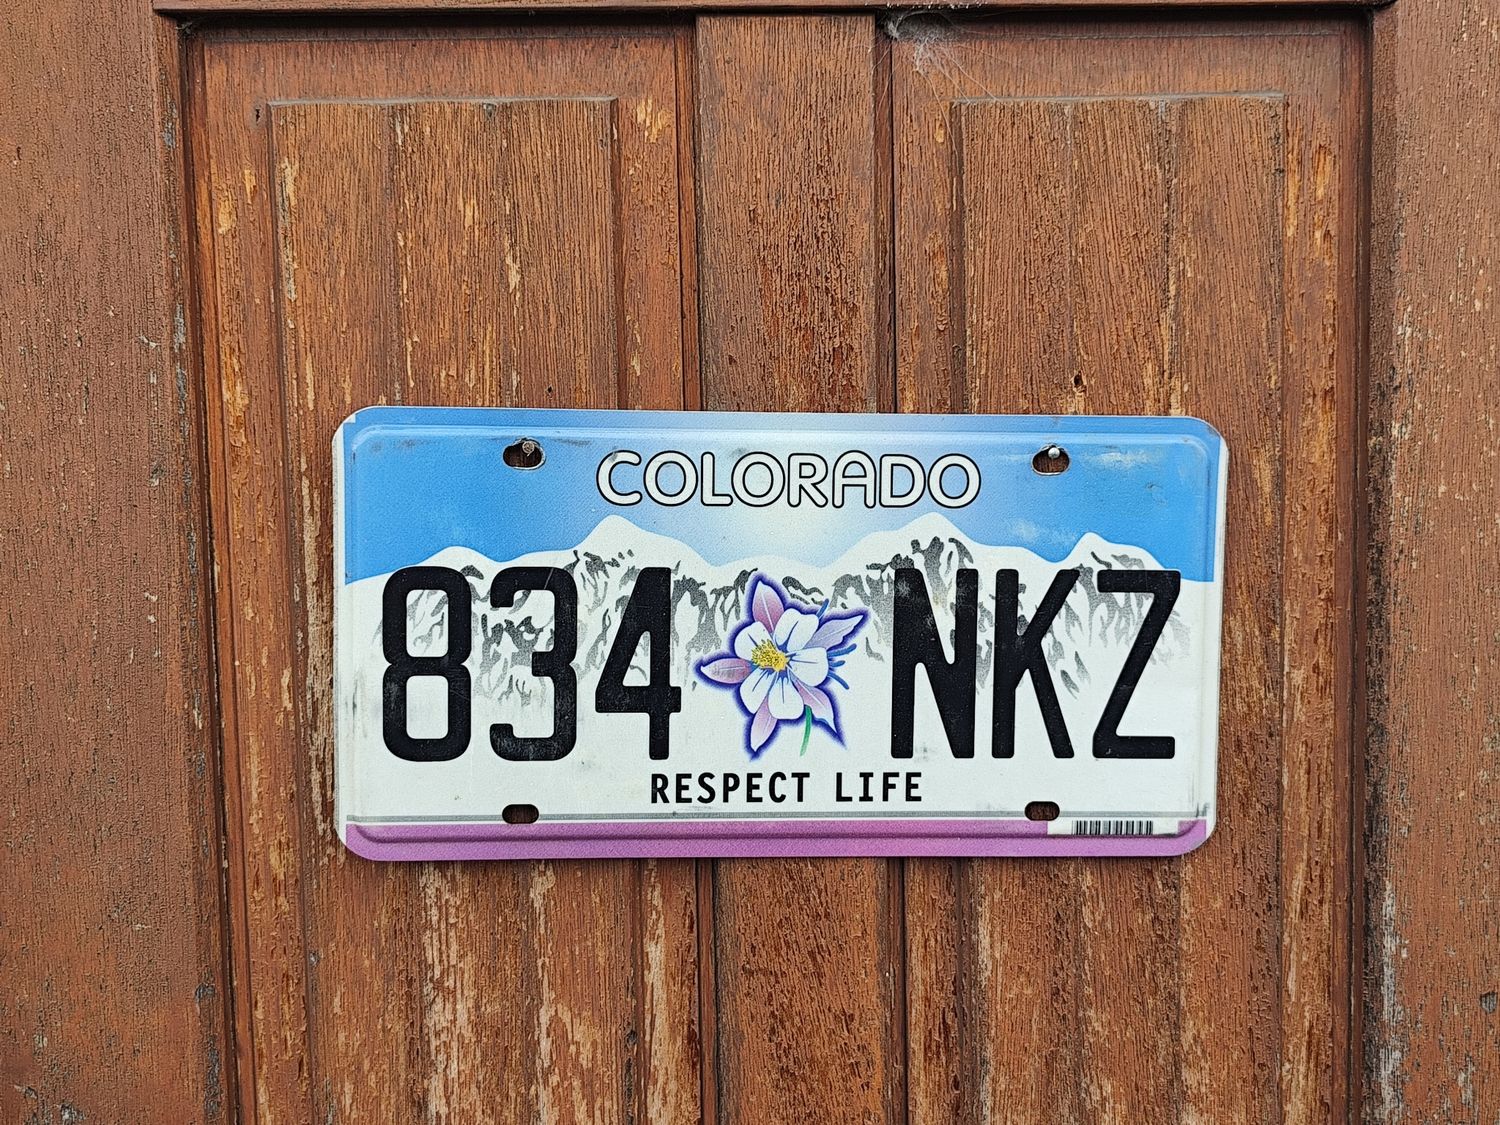 COLORADO
834 NKZ
RESPECT LIFE